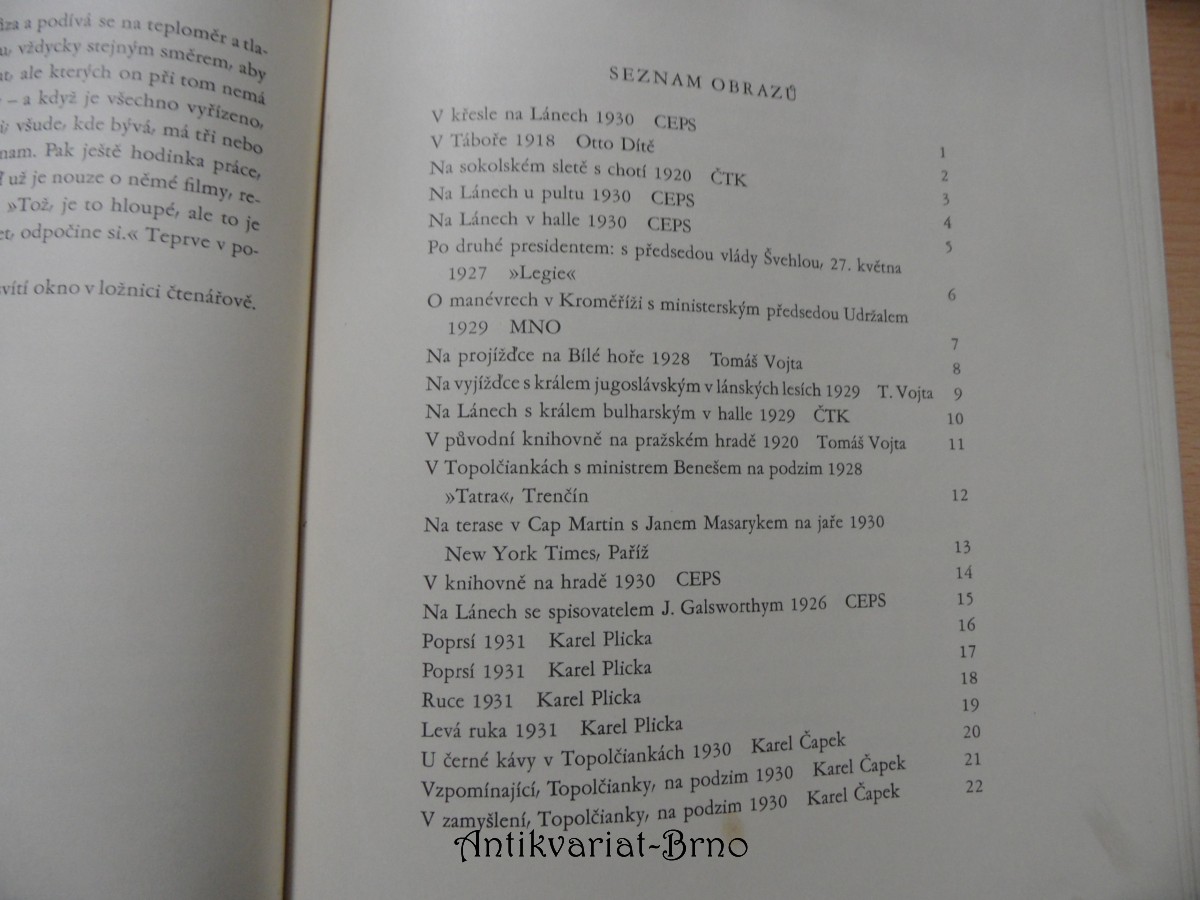 a podívá se na teploměr a tla-
vždycky stejným směrem, aby
ale kterých on při tom nemá
– a když je všechno vyřízeno,
všude, kde bývá, má tři nebo
nam. Pak ještě hodinka práce,
už je nouze o němé filmy, re-
»Tož, je to hloupé, ale to je
odpočine si.« Teprve v po-
vítí okno v ložnici čtenářově.
SEZNAM OBRAZŮ
V křesle na Lánech 1930 CEPS 1
V Táboře 1918 Otto Dítě 2
Na sokolském sletě s chotí 1920 ČTK 3
Na Lánech u pultu 1930 CEPS 4
Na Lánech v halle 1930 CEPS 5
Po druhé presidentem: s předsedou vlády Švehlou, 27. května
1927 »Legie« 6
O manévrech v Kroměříži s ministerským předsedou Udržalem
1929 MNO 7
Na projížďce na Bílé hoře 1928 Tomáš Vojta 8
Na vyjížďce s králem jugoslávským v lánských lesích 1929 T. Vojta 9
Na Lánech s králem bulharským v halle 1929 ČTK 10
V původní knihovně na pražském hradě 1920 Tomáš Vojta 11
V Topolčiankách s ministrem Benešem na podzim 1928
»Tatra«, Trenčín 12
Na terase v Cap Martin s Janem Masarykem na jaře 1930
New York Times, Paříž 13
V knihovně na hradě 1930 CEPS 14
Na Lánech se spisovatelem J. Galsworthym 1926 CEPS 15
Poprsí 1931 Karel Plicka 16
Poprsí 1931 Karel Plicka 17
Ruce 1931 Karel Plicka 18
Levá ruka 1931 Karel Plicka 19
U černé kávy v Topolčiankách 1930 Karel Čapek 20
Vzpomínající, Topolčianky, na podzim 1930 Karel Čapek 21
V zamyšlení, Topolčianky, na podzim 1930 Karel Čapek 22
Antikvariat-Brno